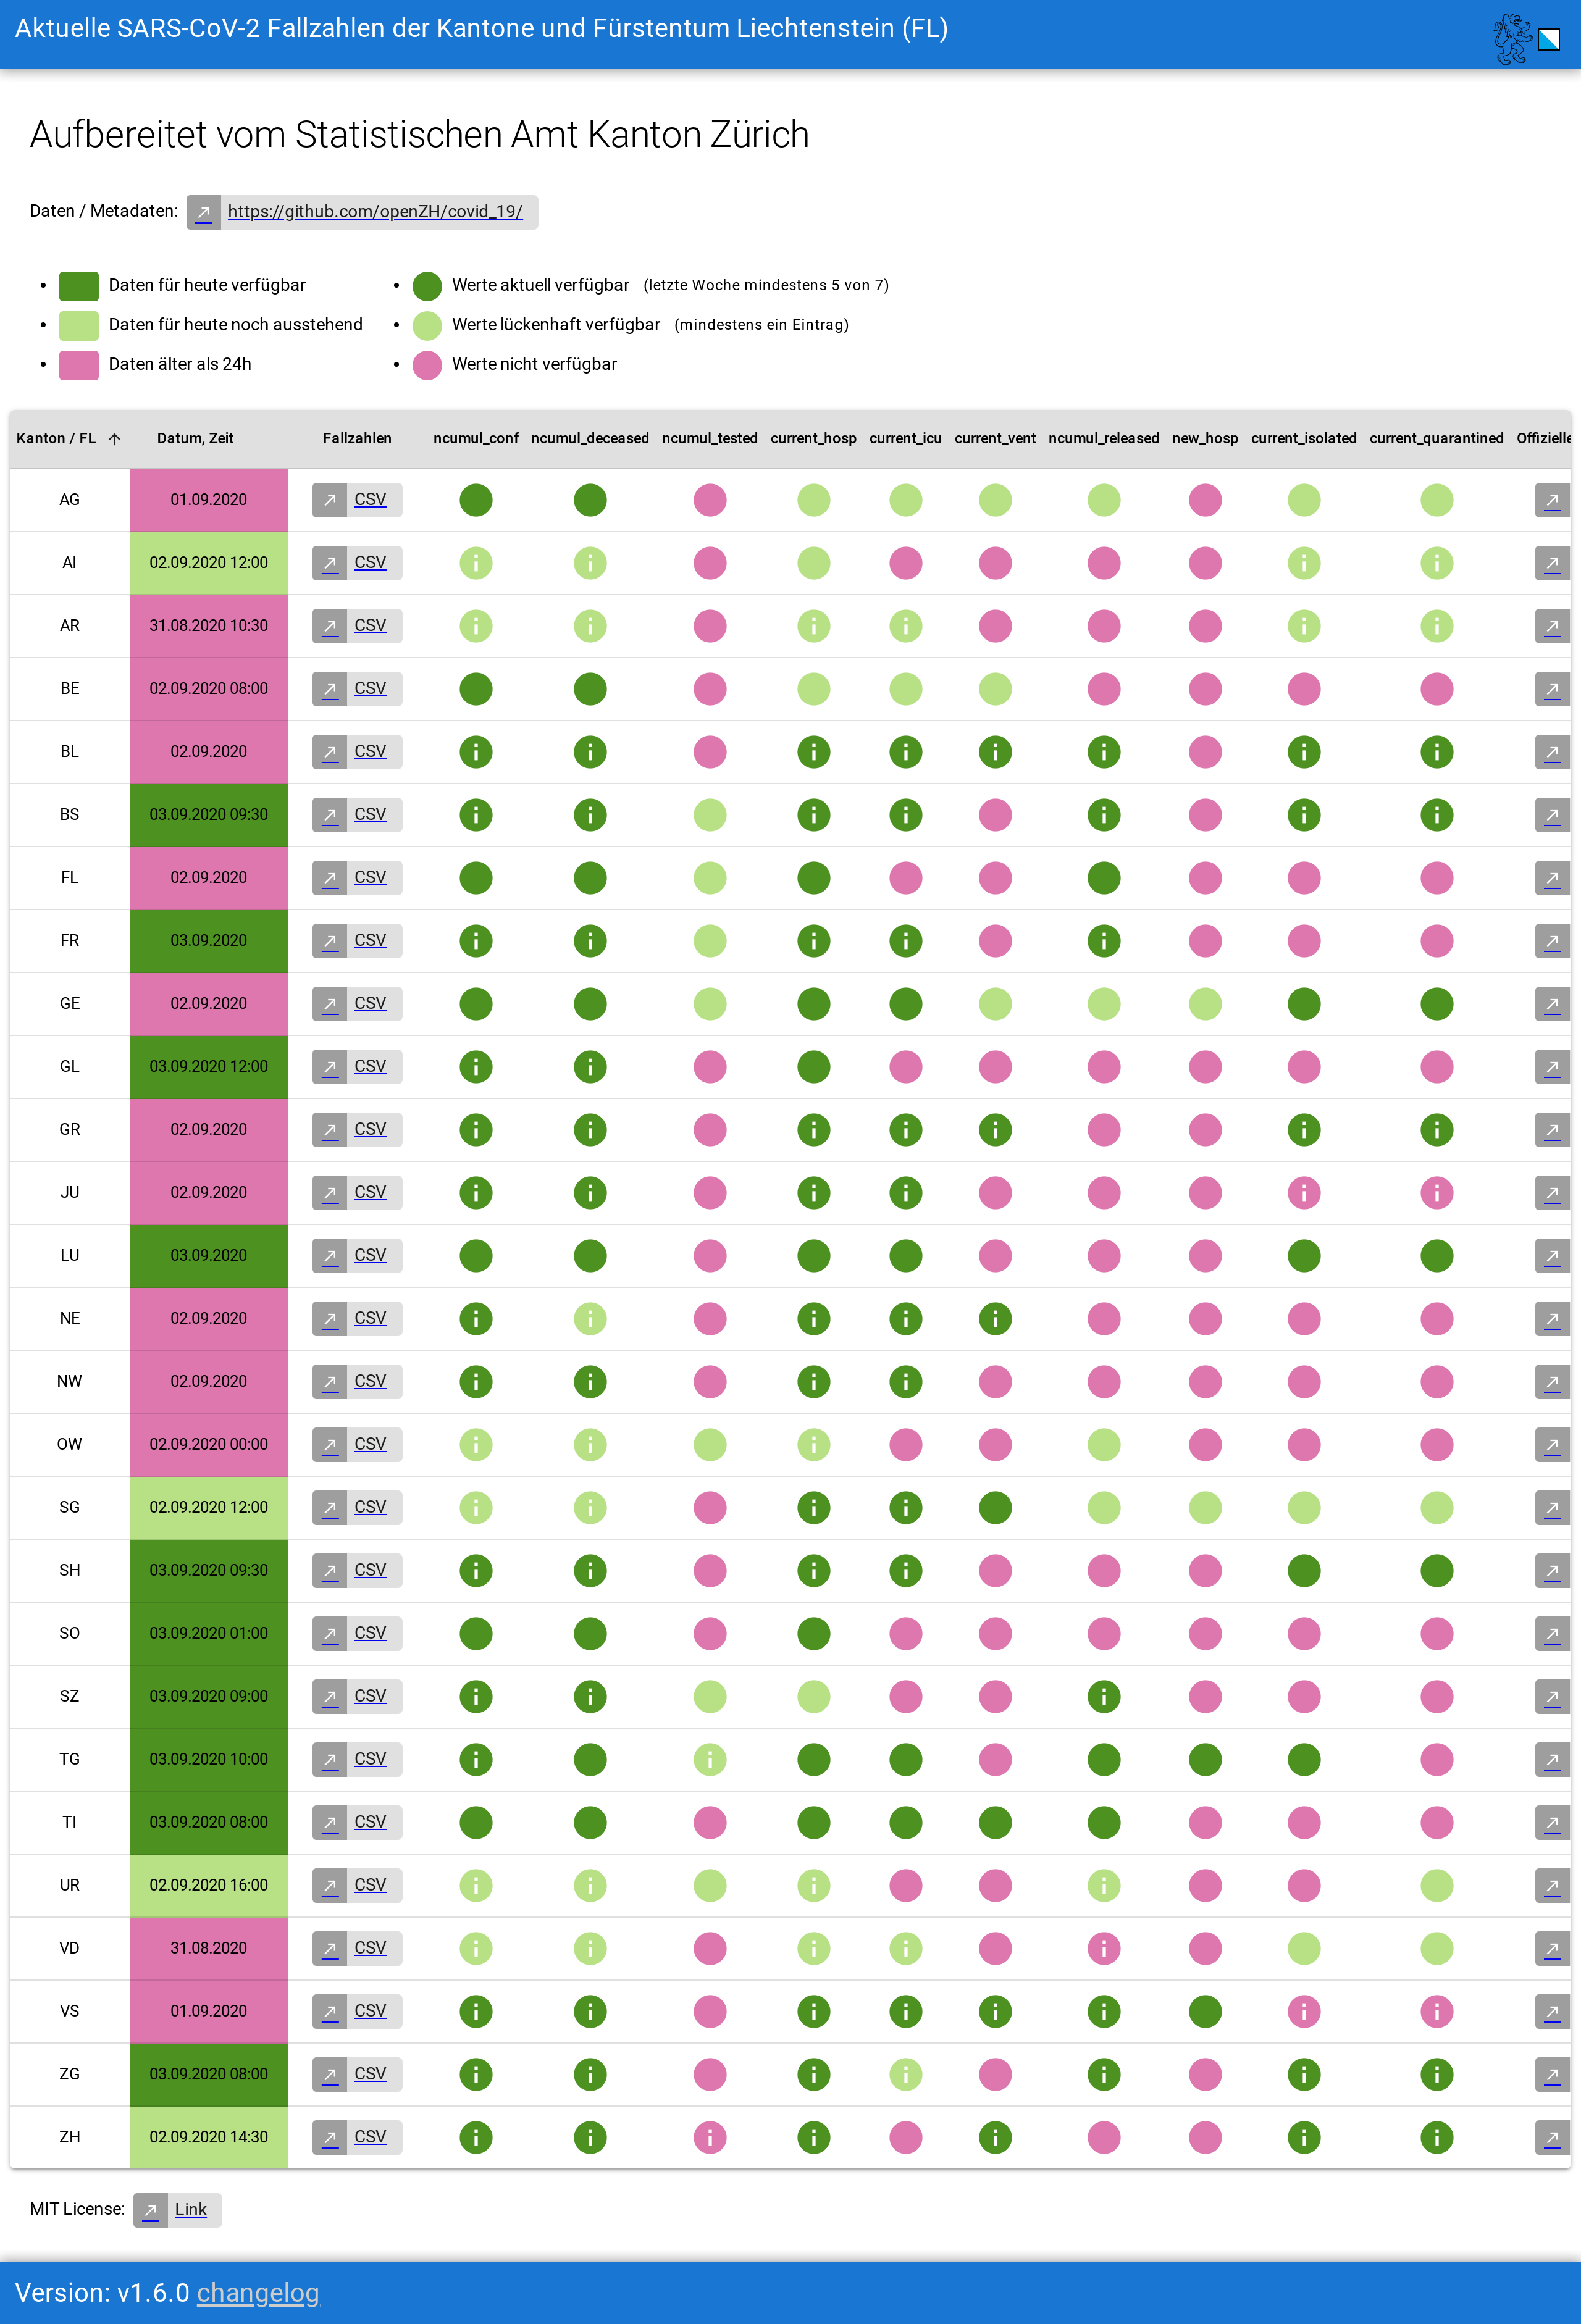 Aktuelle SARS-CoV-2 Fallzahlen der Kantone und Fürstentum Liechtenstein (FL)
Aufbereitet vom Statistischen Amt Kanton Zürich
Daten / Metadaten: https://github.com/openZH/covid_19/
Daten für heute verfügbar
Daten für heute noch ausstehend
Daten älter als 24h
Werte aktuell verfügbar (letzte Woche mindestens 5 von 7)
Werte lückenhaft verfügbar (mindestens ein Eintrag)
Werte nicht verfügbar
Kanton / FL Datum, Zeit Fallzahlen ncumul_conf ncumul_deceased ncumul_tested current_hosp current_icu current_vent ncumul_released new_hosp current_isolated current_quarantined Offizielle
AG 01.09.2020 CSV
AI 02.09.2020 12:00 CSV
AR 31.08.2020 10:30 CSV
BE 02.09.2020 08:00 CSV
BL 02.09.2020 CSV
BS 03.09.2020 09:30 CSV
FL 02.09.2020 CSV
FR 03.09.2020 CSV
GE 02.09.2020 CSV
GL 03.09.2020 12:00 CSV
GR 02.09.2020 CSV
JU 02.09.2020 CSV
LU 03.09.2020 CSV
NE 02.09.2020 CSV
NW 02.09.2020 CSV
OW 02.09.2020 00:00 CSV
SG 02.09.2020 12:00 CSV
SH 03.09.2020 09:30 CSV
SO 03.09.2020 01:00 CSV
SZ 03.09.2020 09:00 CSV
TG 03.09.2020 10:00 CSV
TI 03.09.2020 08:00 CSV
UR 02.09.2020 16:00 CSV
VD 31.08.2020 CSV
VS 01.09.2020 CSV
ZG 03.09.2020 08:00 CSV
ZH 02.09.2020 14:30 CSV
MIT License: Link
Version: v1.6.0 changelog